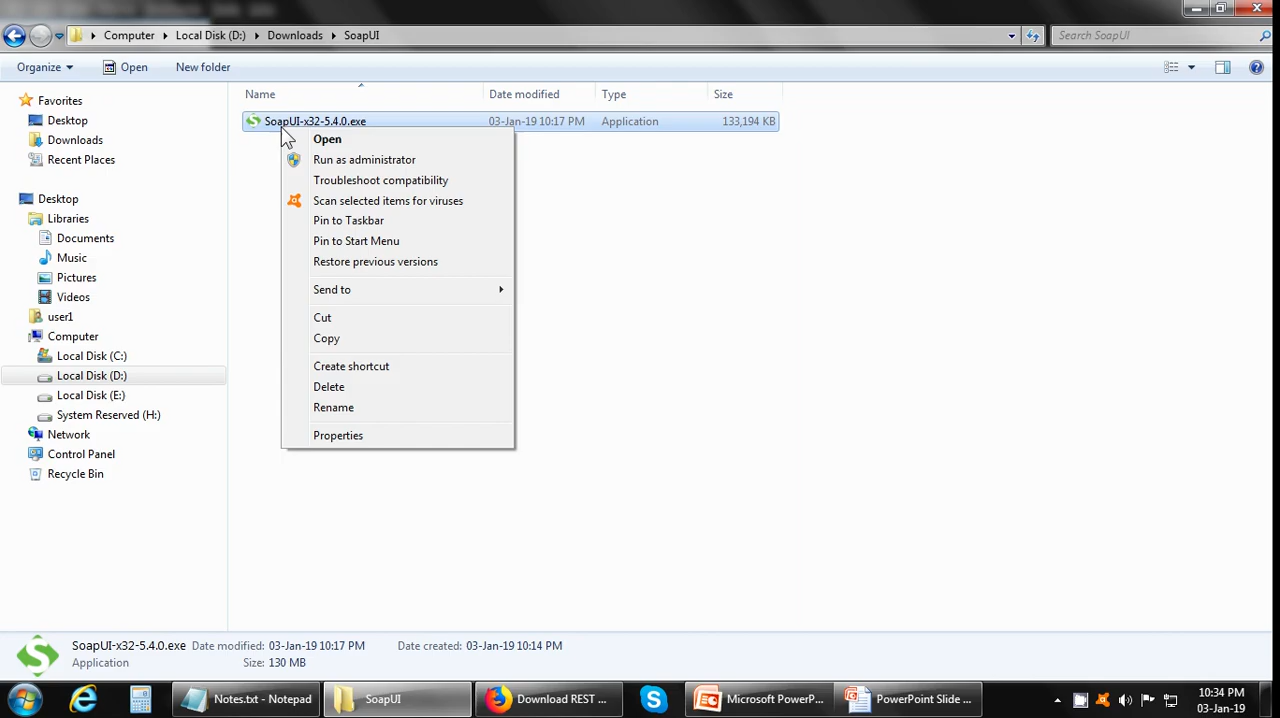 Computer Local Disk (D:) Downloads SoapUI Search SoapUI
Organize Open New folder
Name Date modified Type Size
SoapUI-x32-5.4.0.exe 03-Jan-19 10:17 PM Application 133,194 KB
Favorites
Desktop
Downloads
Recent Places
Desktop
Libraries
Documents
Music
Pictures
Videos
user1
Computer
Local Disk (C:)
Local Disk (D:)
Local Disk (E:)
System Reserved (H:)
Network
Control Panel
Recycle Bin
Open
Run as administrator
Troubleshoot compatibility
Scan selected items for viruses
Pin to Taskbar
Pin to Start Menu
Restore previous versions
Send to
Cut
Copy
Create shortcut
Delete
Rename
Properties
SoapUI-x32-5.4.0.exe Date modified: 03-Jan-19 10:17 PM Date created: 03-Jan-19 10:14 PM
Application Size: 130 MB
Notes.txt - Notepad SoapUI Download REST ... Microsoft PowerP... PowerPoint Slide ...
10:34 PM
03-Jan-19